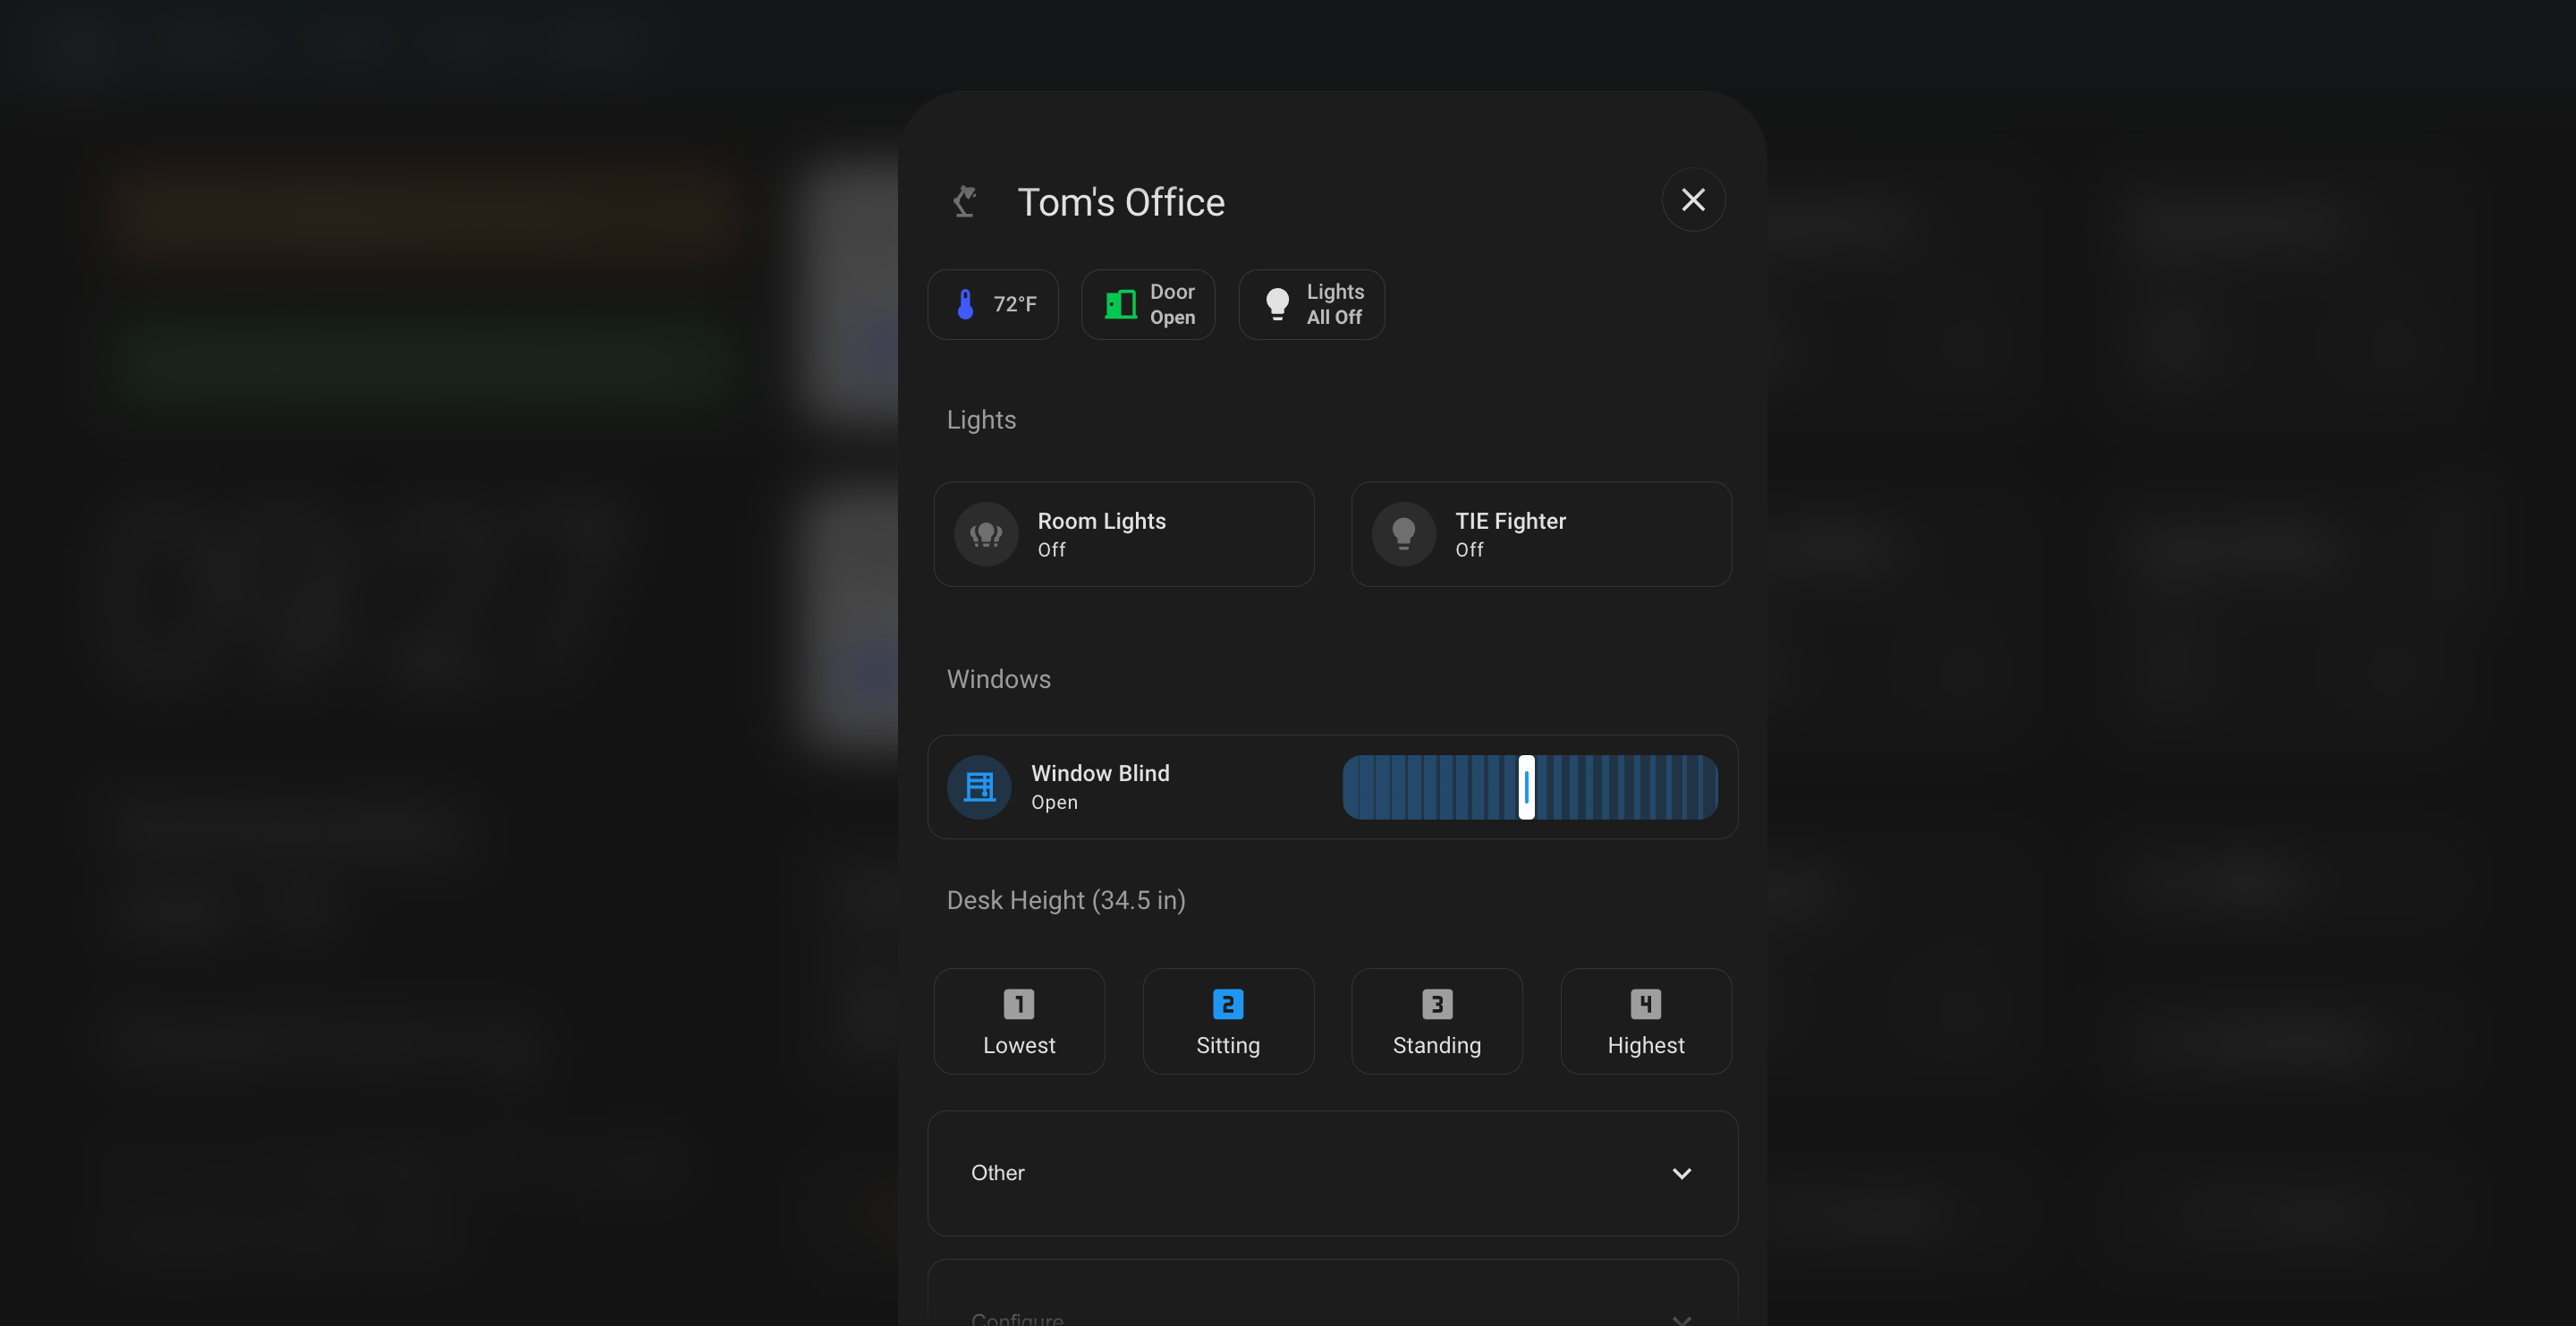 Tom's Office
72°F
Door
Open
Lights
All Off
Lights
Room Lights
Off
TIE Fighter
Off
Windows
Window Blind
Open
Desk Height (34.5 in)
1
Lowest
2
Sitting
3
Standing
4
Highest
Other
Configure